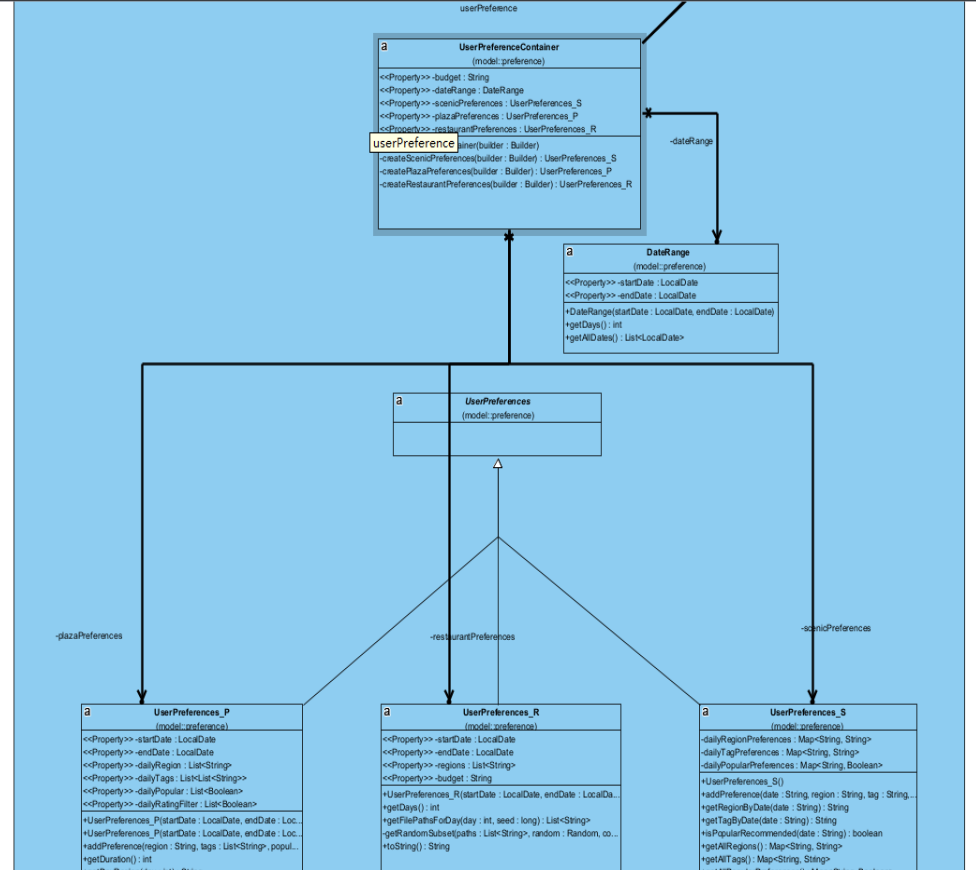 userPreference
a
UserPreferenceContainer
(model::preference)
<<Property>> -budget : String
<<Property>> -dateRange : DateRange
<<Property>> -scenicPreferences : UserPreferences_S
<<Property>> -plazaPreferences : UserPreferences_P
<<Property>> -restaurantPreferences : UserPreferences_R
userPreference
ainer(builder : Builder)
-createScenicPreferences(builder : Builder) : UserPreferences_S
-createPlazaPreferences(builder : Builder) : UserPreferences_P
-createRestaurantPreferences(builder : Builder) : UserPreferences_R
-dateRange
a
DateRange
(model::preference)
<<Property>> -startDate : LocalDate
<<Property>> -endDate : LocalDate
+DateRange(startDate : LocalDate, endDate : LocalDate)
+getDays() : int
+getAllDates() : List<LocalDate>
a
UserPreferences
(model::preference)
-plazaPreferences
-restaurantPreferences
-scenicPreferences
a
UserPreferences_P
(model::preference)
<<Property>> -startDate : LocalDate
<<Property>> -endDate : LocalDate
<<Property>> -dailyRegion : List<String>
<<Property>> -dailyTags : List<List<String>>
<<Property>> -dailyPopular : List<Boolean>
<<Property>> -dailyRatingFilter : List<Boolean>
+UserPreferences_P(startDate : LocalDate, endDate : Loc...
+UserPreferences_P(startDate : LocalDate, endDate : Loc...
+addPreference(region : String, tags : List<String>, popul...
+getDuration() : int
a
UserPreferences_R
(model::preference)
<<Property>> -startDate : LocalDate
<<Property>> -endDate : LocalDate
<<Property>> -regions : List<String>
<<Property>> -budget : String
+UserPreferences_R(startDate : LocalDate, endDate : LocalDa...
+getDays() : int
+getFilePathsForDay(day : int, seed : long) : List<String>
-getRandomSubset(paths : List<String>, random : Random, co...
+toString() : String
a
UserPreferences_S
(model::preference)
-dailyRegionPreferences : Map<String, String>
-dailyTagPreferences : Map<String, String>
-dailyPopularPreferences : Map<String, Boolean>
+UserPreferences_S()
+addPreference(date : String, region : String, tag : String,...
+getRegionByDate(date : String) : String
+getTagByDate(date : String) : String
+isPopularRecommended(date : String) : boolean
+getAllRegions() : Map<String, String>
+getAllTags() : Map<String, String>